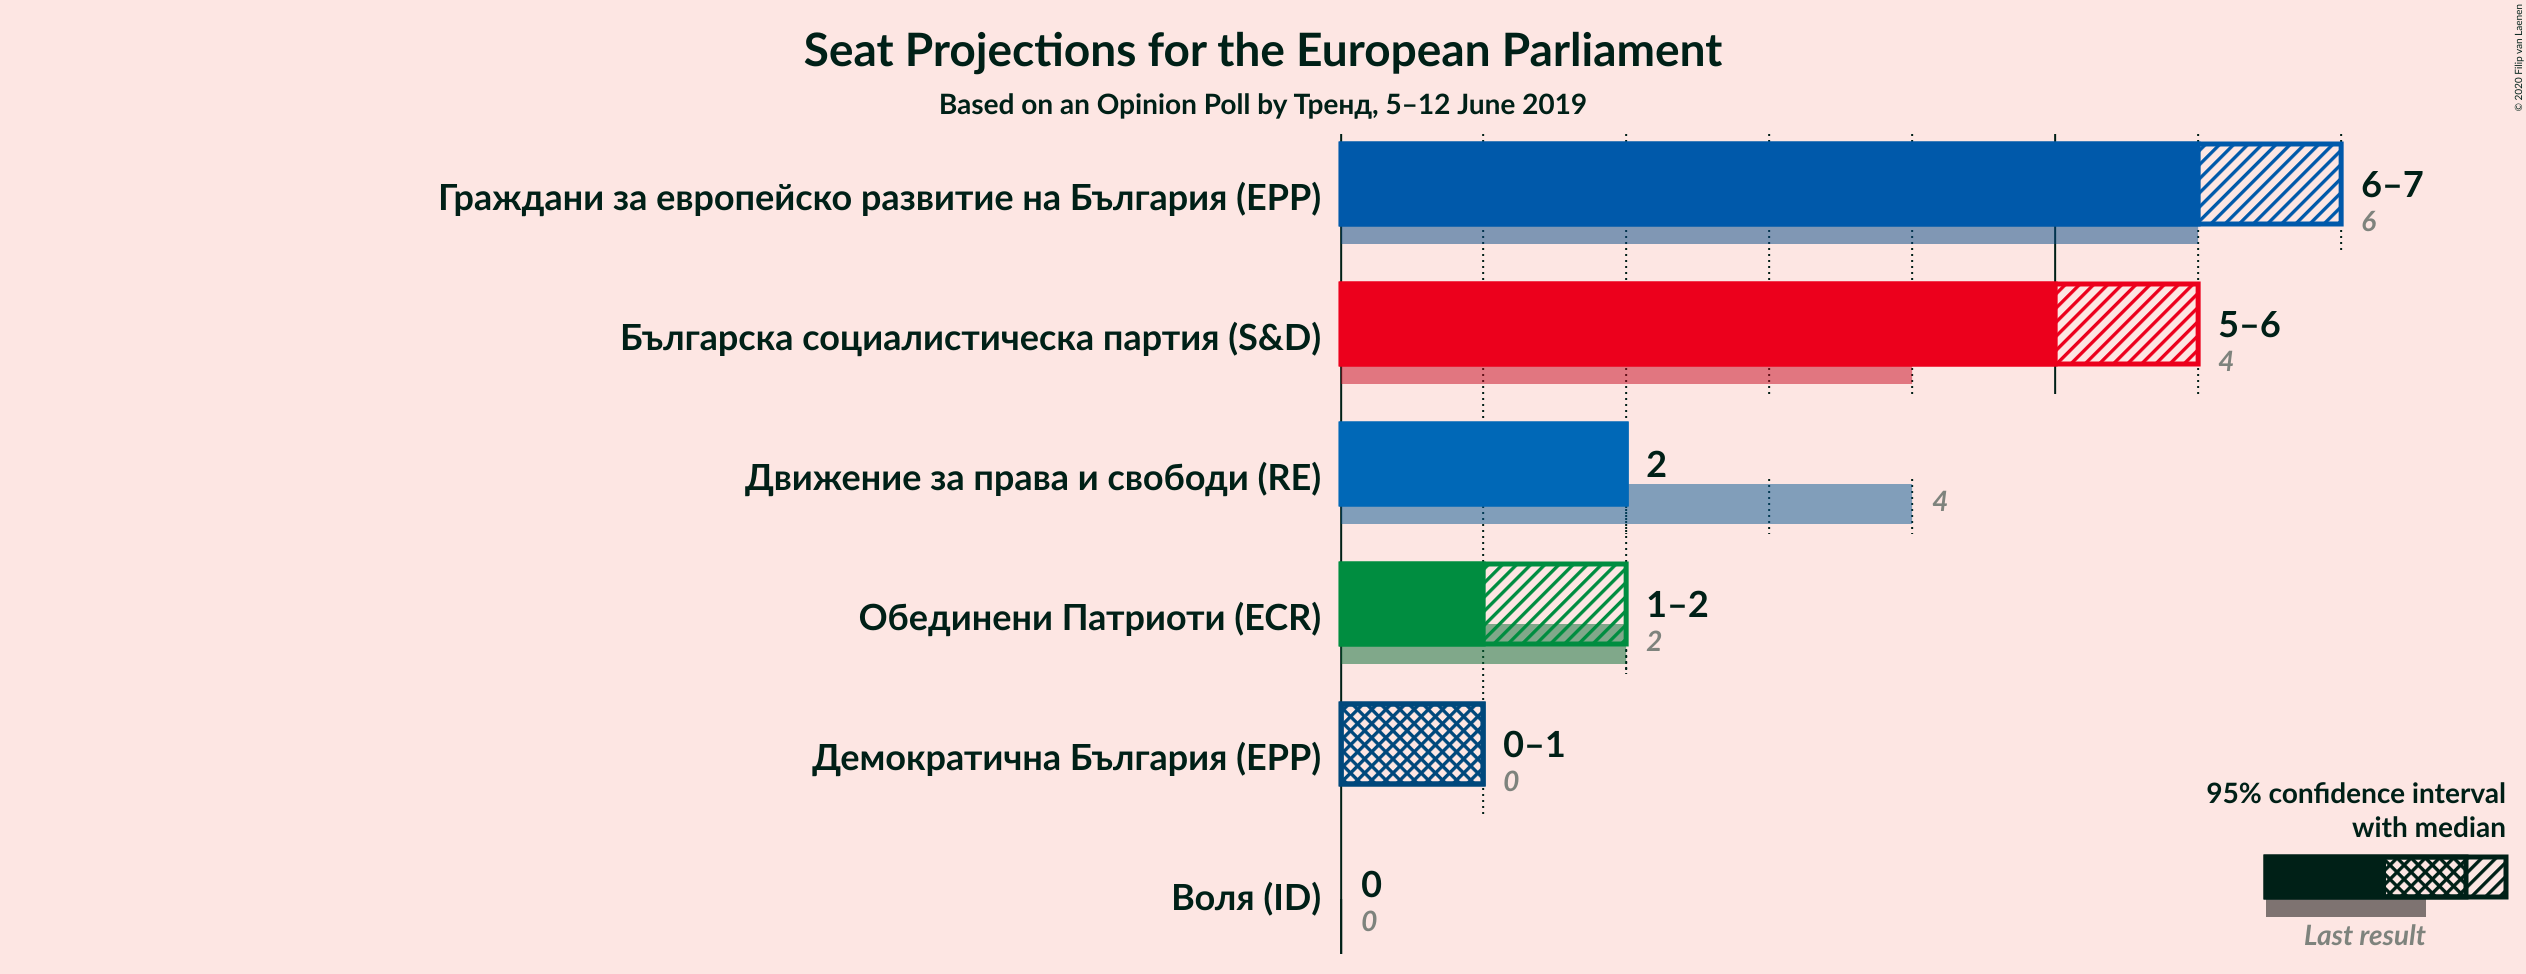 Seat Projections for the European Parliament
Based on an Opinion Poll by Тренд, 5–12 June 2019
© 2020 Filip van Laenen
Граждани за европейско развитие на България (EPP)
6–7
6
Българска социалистическа партия (S&D)
5–6
4
Движение за права и свободи (RE)
2
4
Обединени Патриоти (ECR)
1–2
2
Демократична България (EPP)
0–1
0
Воля (ID)
0
0
95% confidence interval
with median
Last result